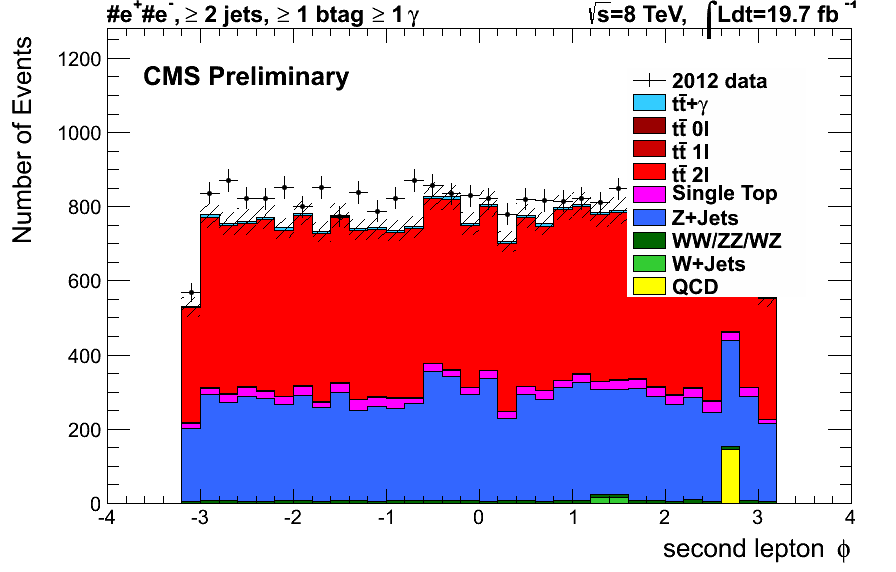 #e+#e-, ≥ 2 jets, ≥ 1 btag ≥ 1 γ
√s=8 TeV, ∫Ldt=19.7 fb-1
CMS Preliminary
2012 data
tt̄+γ
tt̄ 0l
tt̄ 1l
tt̄ 2l
Single Top
Z+Jets
WW/ZZ/WZ
W+Jets
QCD
Number of Events
1200
1000
800
600
400
200
0
-4 -3 -2 -1 0 1 2 3 4
second lepton ϕ